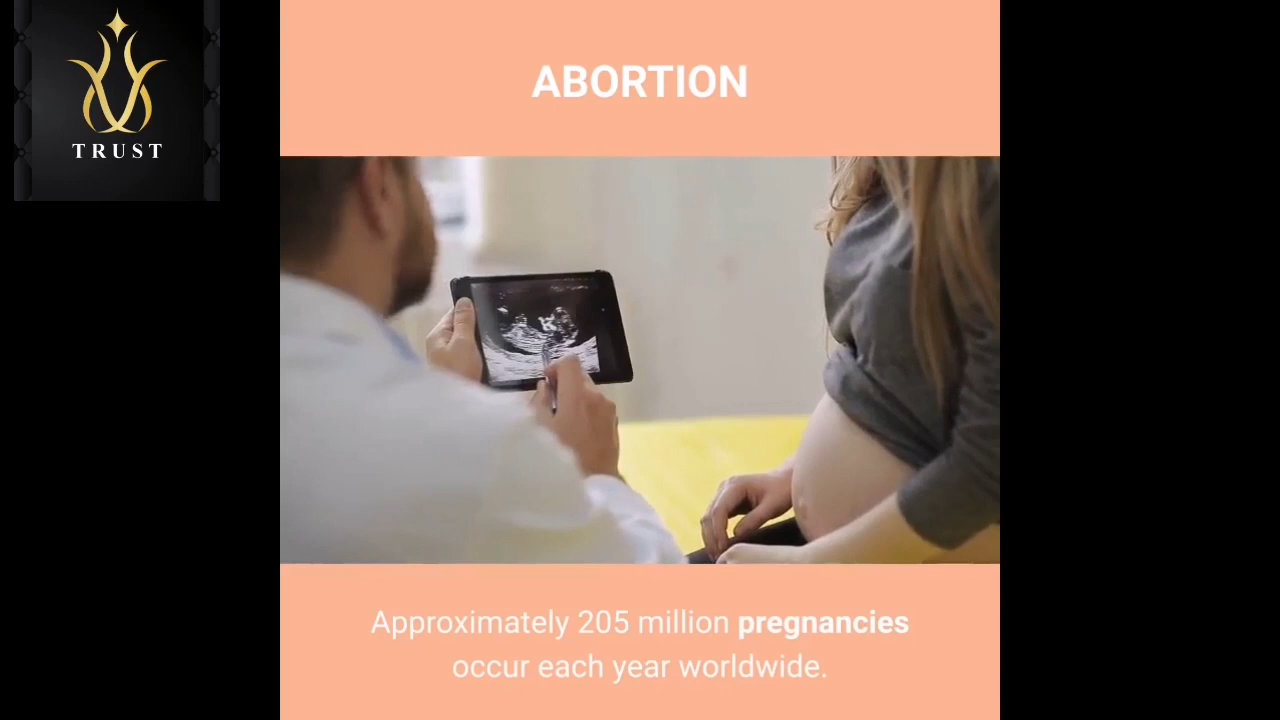 TRUST
ABORTION
Approximately 205 million pregnancies
occur each year worldwide.